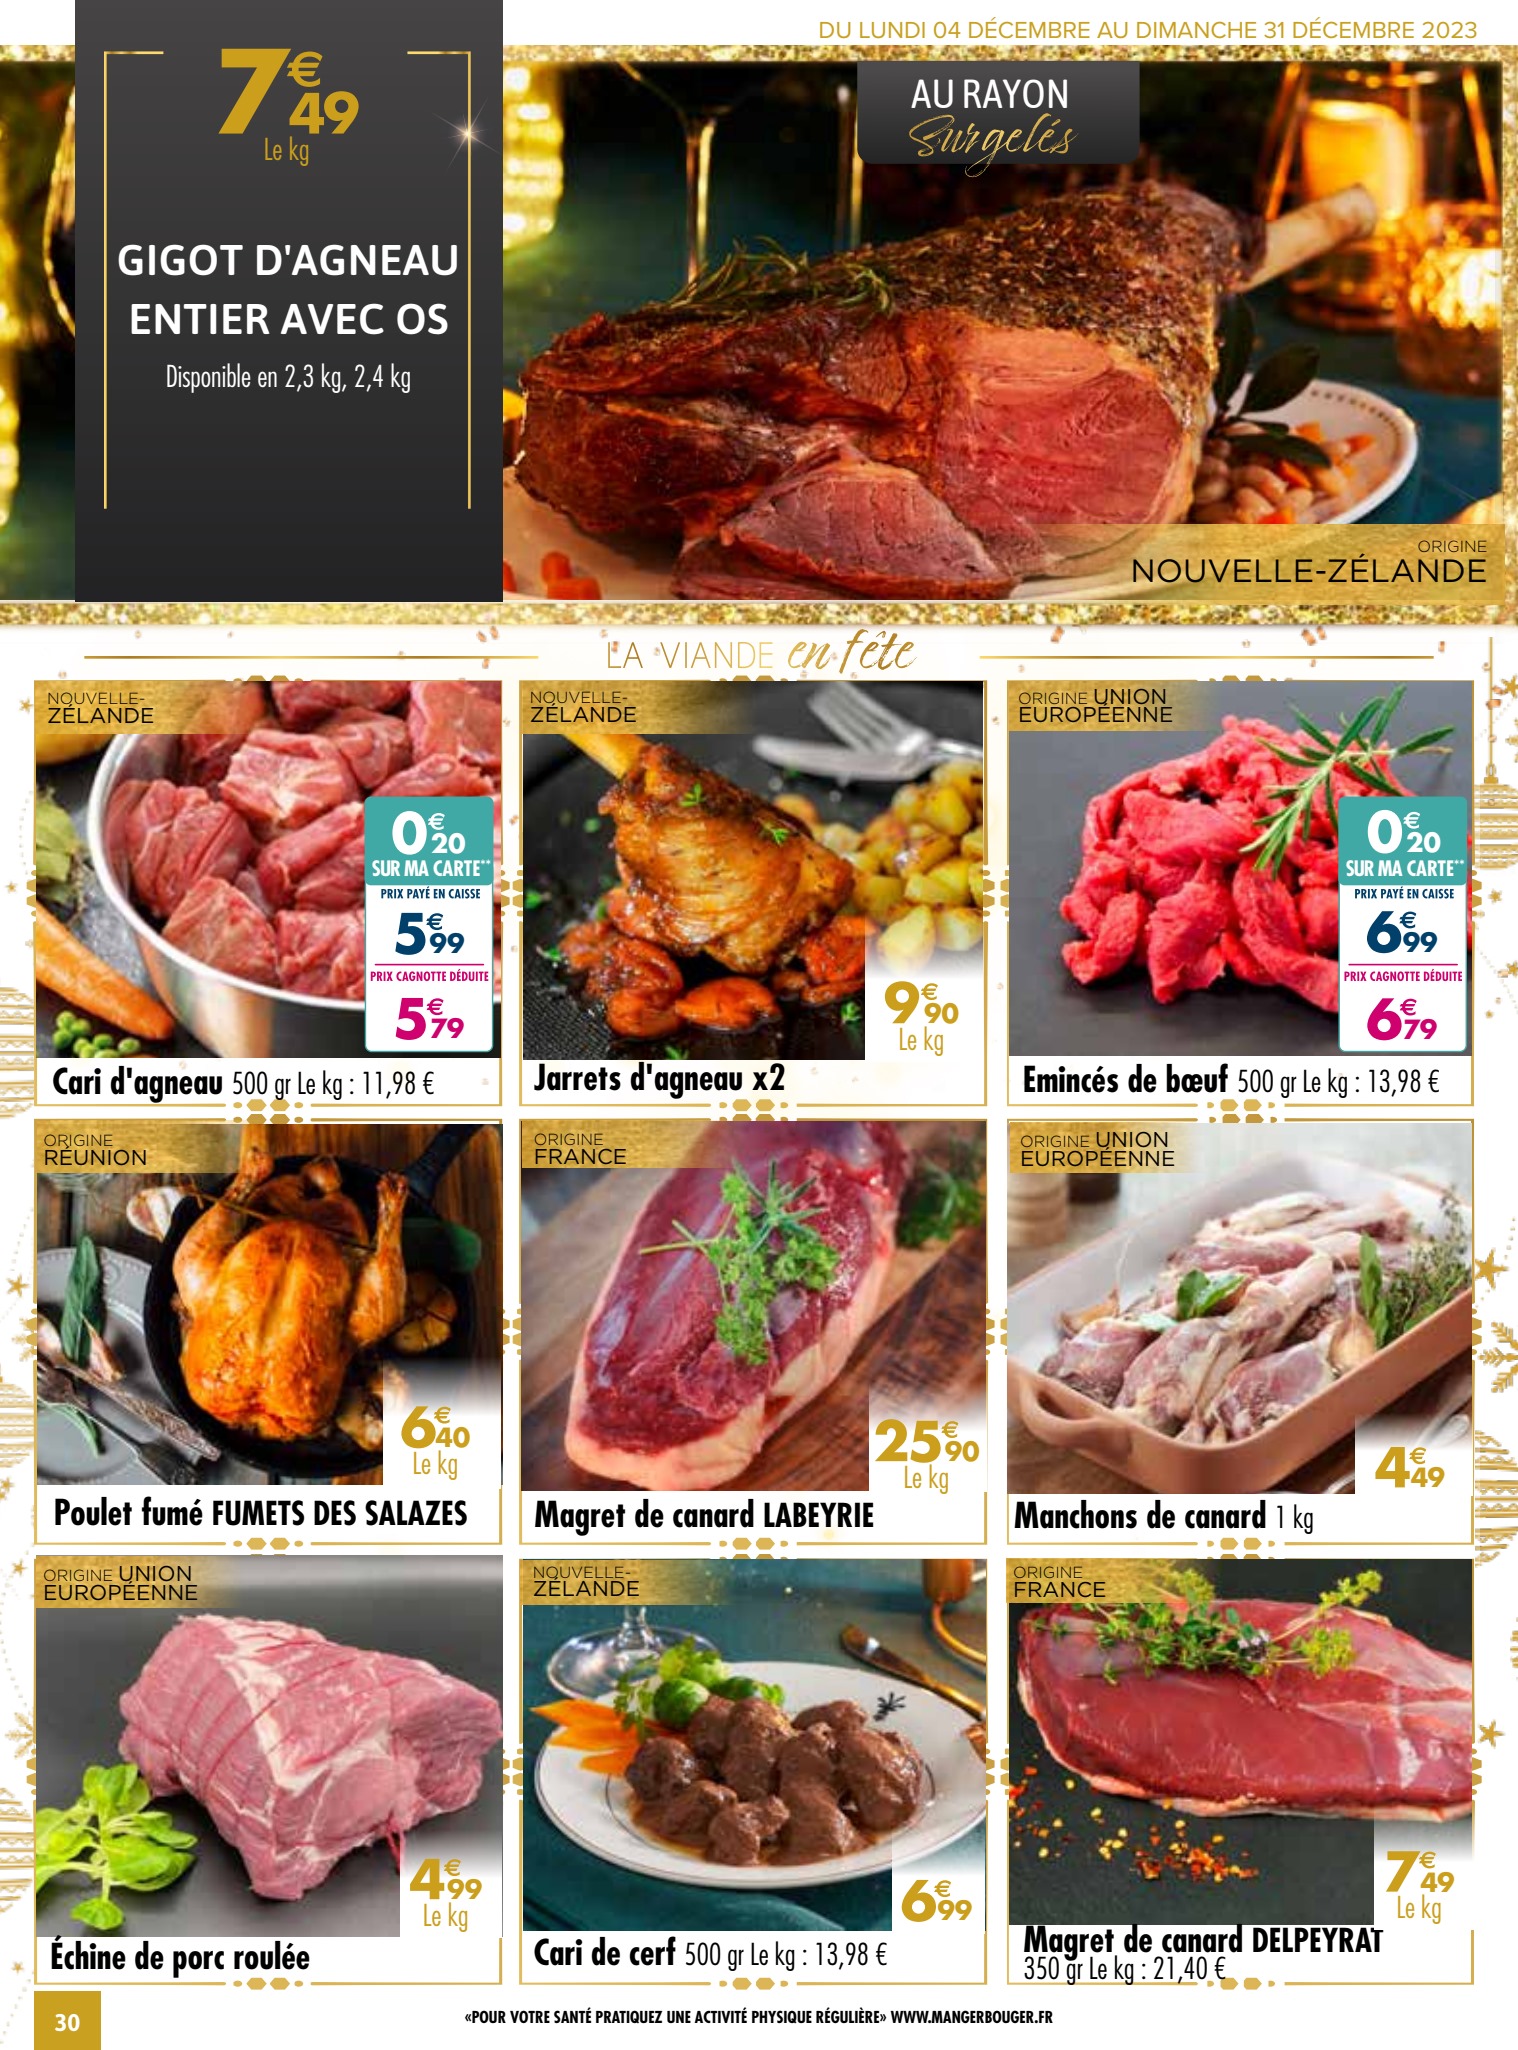 DU LUNDI 04 DÉCEMBRE AU DIMANCHE 31 DÉCEMBRE 2023
7€49
Le kg
GIGOT D'AGNEAU
ENTIER AVEC OS
Disponible en 2,3 kg, 2,4 kg
AU RAYON
Surgelés
ORIGINE
NOUVELLE-ZÉLANDE
LA VIANDE en fête
NOUVELLE-
ZÉLANDE
0€20
SUR MA CARTE**
PRIX PAYÉ EN CAISSE
5€99
PRIX CAGNOTTE DÉDUITE
5€79
Cari d'agneau 500 gr Le kg : 11,98 €
NOUVELLE-
ZÉLANDE
9€90
Le kg
Jarrets d'agneau x2
ORIGINE UNION
EUROPÉENNE
0€20
SUR MA CARTE**
PRIX PAYÉ EN CAISSE
6€99
PRIX CAGNOTTE DÉDUITE
6€79
Emincés de bœuf 500 gr Le kg : 13,98 €
ORIGINE
RÉUNION
6€40
Le kg
Poulet fumé FUMETS DES SALAZES
ORIGINE
FRANCE
25€90
Le kg
Magret de canard LABEYRIE
ORIGINE UNION
EUROPÉENNE
4€49
Manchons de canard 1 kg
ORIGINE UNION
EUROPÉENNE
4€99
Le kg
Échine de porc roulée
NOUVELLE-
ZÉLANDE
6€99
Cari de cerf 500 gr Le kg : 13,98 €
ORIGINE
FRANCE
7€49
Le kg
Magret de canard DELPEYRAT
350 gr Le kg : 21,40 €
30
«POUR VOTRE SANTÉ PRATIQUEZ UNE ACTIVITÉ PHYSIQUE RÉGULIÈRE» WWW.MANGERBOUGER.FR